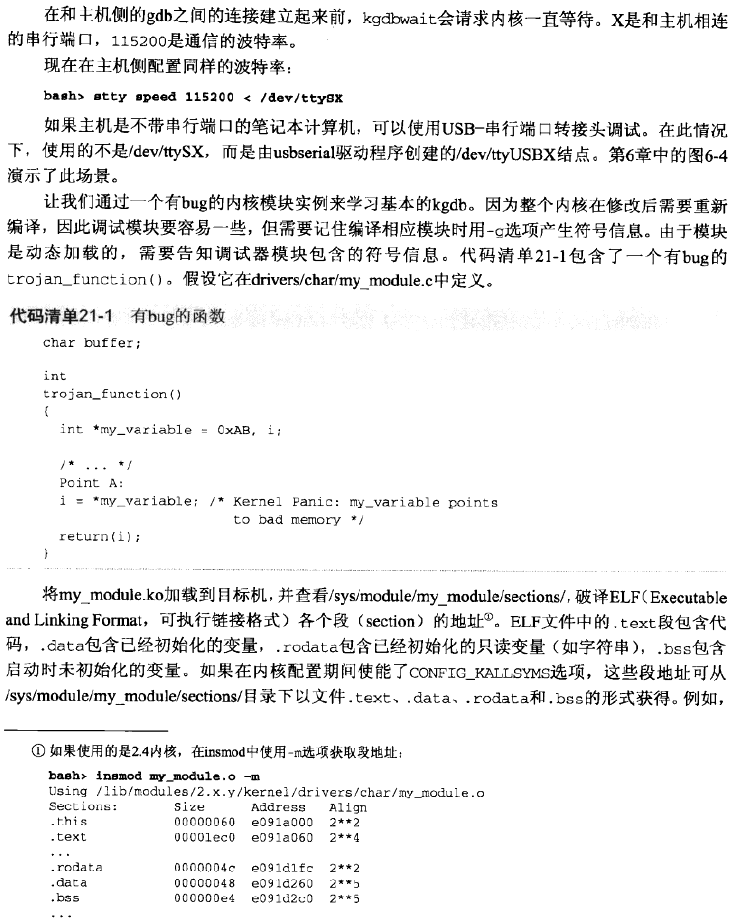 在和主机侧的gdb之间的连接建立起来前，kgdbwait会请求内核一直等待。X是和主机相连
的串行端口，115200是通信的波特率。
现在在主机侧配置同样的波特率：
bash> stty speed 115200 < /dev/ttySX
如果主机是不带串行端口的笔记本计算机，可以使用USB-串行端口转接头调试。在此情况
下，使用的不是/dev/ttySX，而是由usbserial驱动程序创建的/dev/ttyUSBX结点。第6章中的图6-4
演示了此场景。
让我们通过一个有bug的内核模块实例来学习基本的kgdb。因为整个内核在修改后需要重新
编译，因此调试模块要容易一些，但需要记住编译相应模块时用-g选项产生符号信息。由于模块
是动态加载的，需要告知调试器模块包含的符号信息。代码清单21-1包含了一个有bug的
trojan_function()。假设它在drivers/char/my_module.c中定义。
代码清单21-1 有bug的函数
char buffer;
int
trojan_function()
{
int *my_variable = 0xAB, i;
/* ... */
Point A:
i = *my_variable; /* Kernel Panic: my_variable points
to bad memory */
return(i);
}
将my_module.ko加载到目标机，并查看/sys/module/my_module/sections/，破译ELF（Executable
and Linking Format，可执行链接格式）各个段（section）的地址①。ELF文件中的.text段包含代
码，.data包含已经初始化的变量，.rodata包含已经初始化的只读变量（如字符串），.bss包含
启动时未初始化的变量。如果在内核配置期间使能了CONFIG_KALLSYMS选项，这些段地址可从
/sys/module/my_module/sections/目录下以文件.text、.data、.rodata和.bss的形式获得。例如，
① 如果使用的是2.4内核，在insmod中使用-m选项获取段地址：
bash> insmod my_module.o -m
Using /lib/modules/2.x.y/kernel/drivers/char/my_module.o
Sections: Size Address Align
.this 00000060 e091a000 2**2
.text 00001ec0 e091a060 2**4
...
.rodata 0000004c e091d1fc 2**2
.data 00000048 e091d260 2**5
.bss 000000e4 e091d2c0 2**5
...